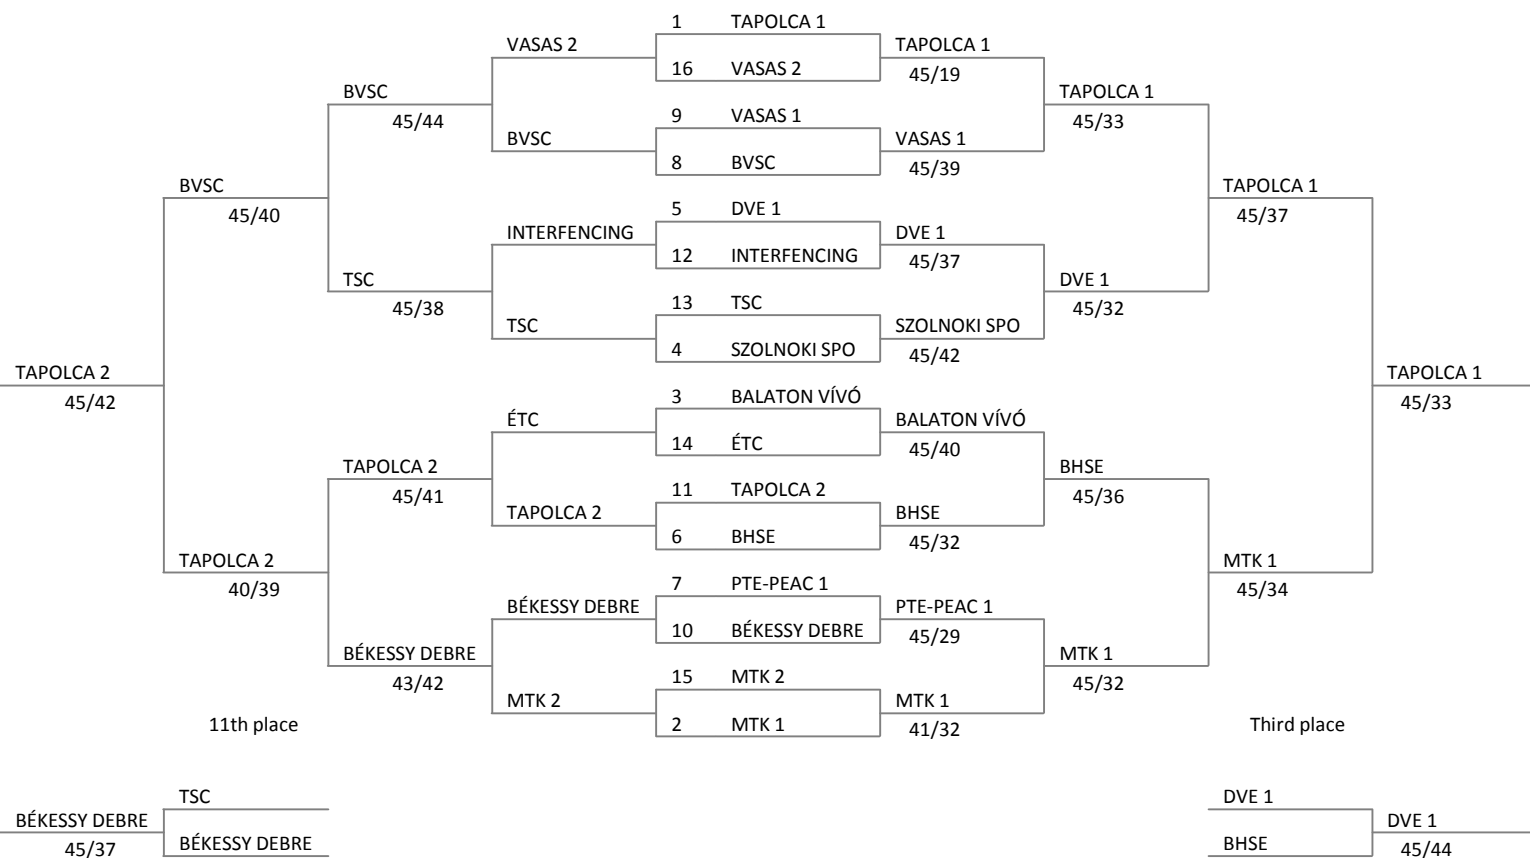 1 TAPOLCA 1
VASAS 2 TAPOLCA 1
16 VASAS 2 45/19
BVSC TAPOLCA 1
45/44 9 VASAS 1 45/33
BVSC VASAS 1
8 BVSC 45/39
BVSC TAPOLCA 1
45/40 5 DVE 1 45/37
INTERFENCING DVE 1
12 INTERFENCING 45/37
TSC DVE 1
45/38 13 TSC 45/32
TSC SZOLNOKI SPO
4 SZOLNOKI SPO 45/42
TAPOLCA 2 TAPOLCA 1
45/42 3 BALATON VÍVÓ 45/33
ÉTC BALATON VÍVÓ
14 ÉTC 45/40
TAPOLCA 2 BHSE
45/41 11 TAPOLCA 2 45/36
TAPOLCA 2 BHSE
6 BHSE 45/32
TAPOLCA 2 MTK 1
40/39 7 PTE-PEAC 1 45/34
BÉKESSY DEBRE PTE-PEAC 1
10 BÉKESSY DEBRE 45/29
BÉKESSY DEBRE MTK 1
43/42 15 MTK 2 45/32
MTK 2 MTK 1
11th place 2 MTK 1 41/32 Third place
TSC DVE 1
BÉKESSY DEBRE DVE 1
45/37 BÉKESSY DEBRE BHSE 45/44